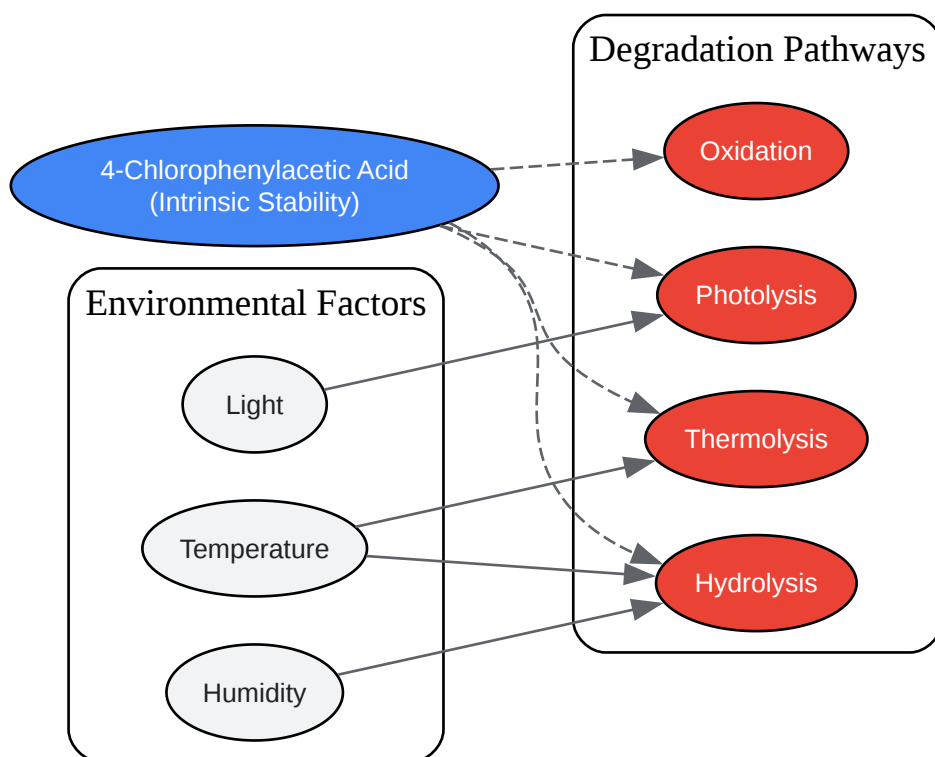 Degradation Pathways
Oxidation
4-Chlorophenylacetic Acid
(Intrinsic Stability)
Photolysis
Environmental Factors
Light
Thermolysis
Temperature
Hydrolysis
Humidity